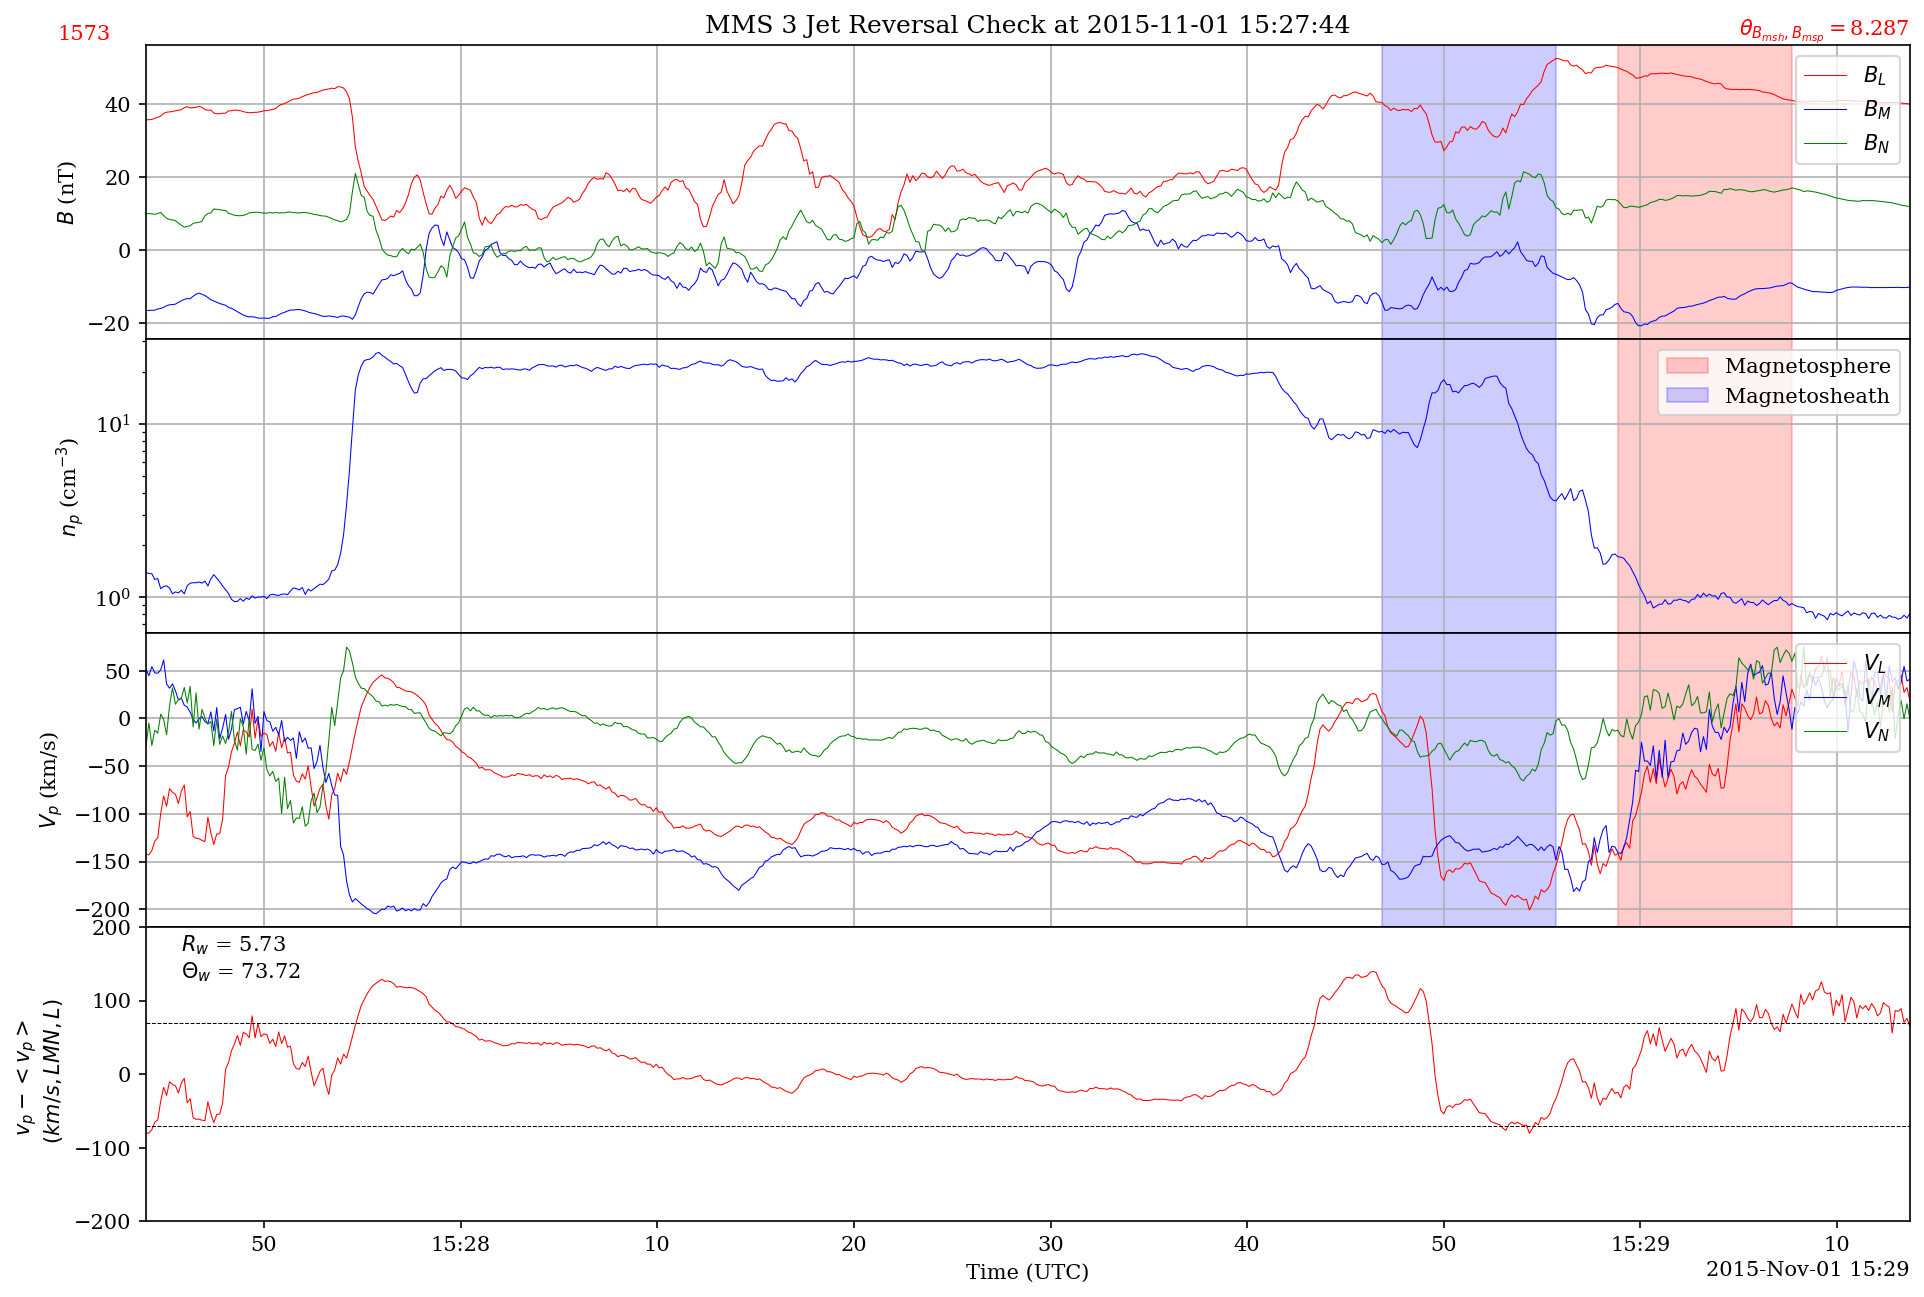 MMS 3 Jet Reversal Check at 2015-11-01 15:27:44
1573
θ_{B_{msh}, B_{msp}} = 8.287
B (nT)
40
20
0
−20
B_L
B_M
B_N
n_p (cm^{−3})
10^1
10^0
Magnetosphere
Magnetosheath
V_p (km/s)
50
0
−50
−100
−150
−200
V_L
V_M
V_N
v_p − < v_p >
(km/s, LMN, L)
200
100
0
−100
−200
R_w = 5.73
Θ_w = 73.72
50
15:28
10
20
30
40
50
15:29
10
Time (UTC)
2015-Nov-01 15:29